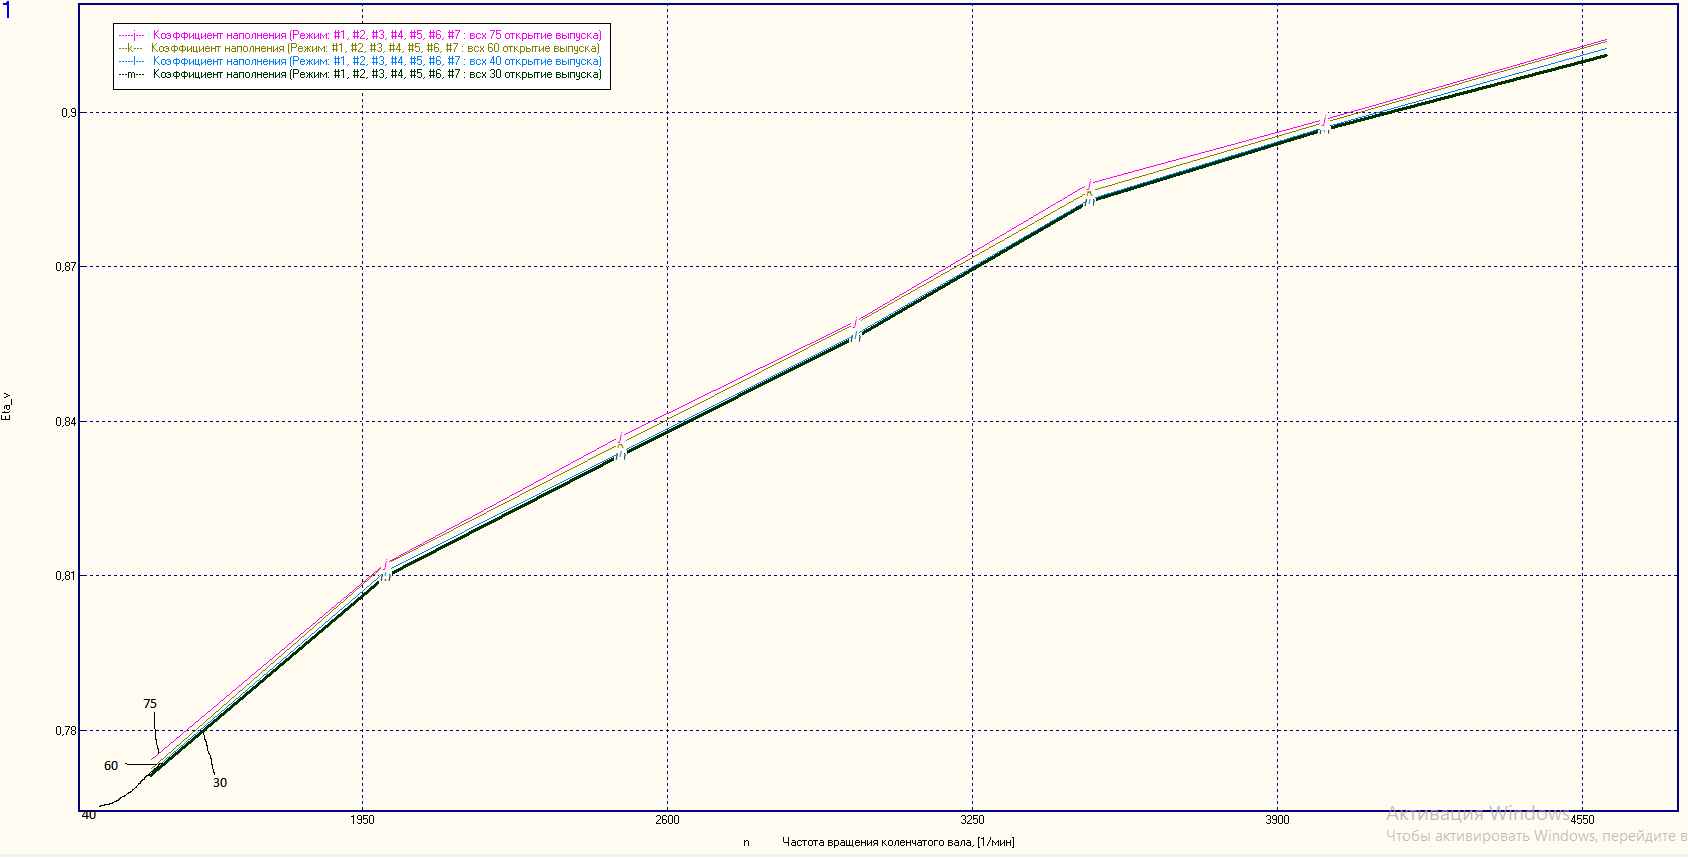 1
---j--- Коэффициент наполнения (Режим: #1, #2, #3, #4, #5, #6, #7 : всх 75 открытие выпуска)
---k--- Коэффициент наполнения (Режим: #1, #2, #3, #4, #5, #6, #7 : всх 60 открытие выпуска)
---l--- Коэффициент наполнения (Режим: #1, #2, #3, #4, #5, #6, #7 : всх 40 открытие выпуска)
---m--- Коэффициент наполнения (Режим: #1, #2, #3, #4, #5, #6, #7 : всх 30 открытие выпуска)
0,9
0,87
0,84
0,81
0,78
Eta_v
75
60
30
40
1950 2600 3250 3900 4550
n Частота вращения коленчатого вала, [1/мин]
Активация Windows
Чтобы активировать Windows, перейдите в